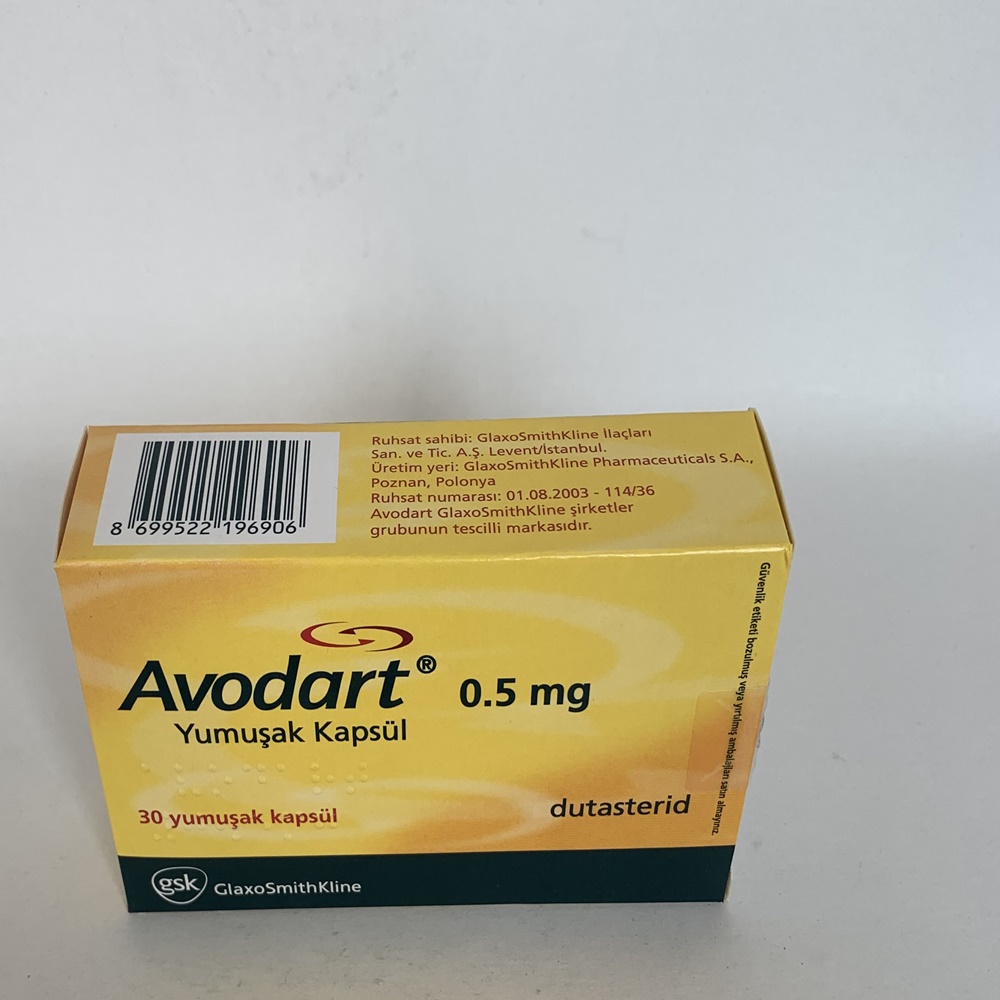 8 699522 196906
Ruhsat sahibi: GlaxoSmithKline İlaçları
San. ve Tic. A.Ş. Levent/İstanbul.
Üretim yeri: GlaxoSmithKline Pharmaceuticals S.A.,
Poznan, Polonya
Ruhsat numarası: 01.08.2003 - 114/36
Avodart GlaxoSmithKline şirketler
grubunun tescilli markasıdır.
Avodart® 0.5 mg
Yumuşak Kapsül
30 yumuşak kapsül
dutasterid
gsk GlaxoSmithKline
Güvenlik etiketi bozulmuş veya yırtılmış ambalajları satın almayınız.